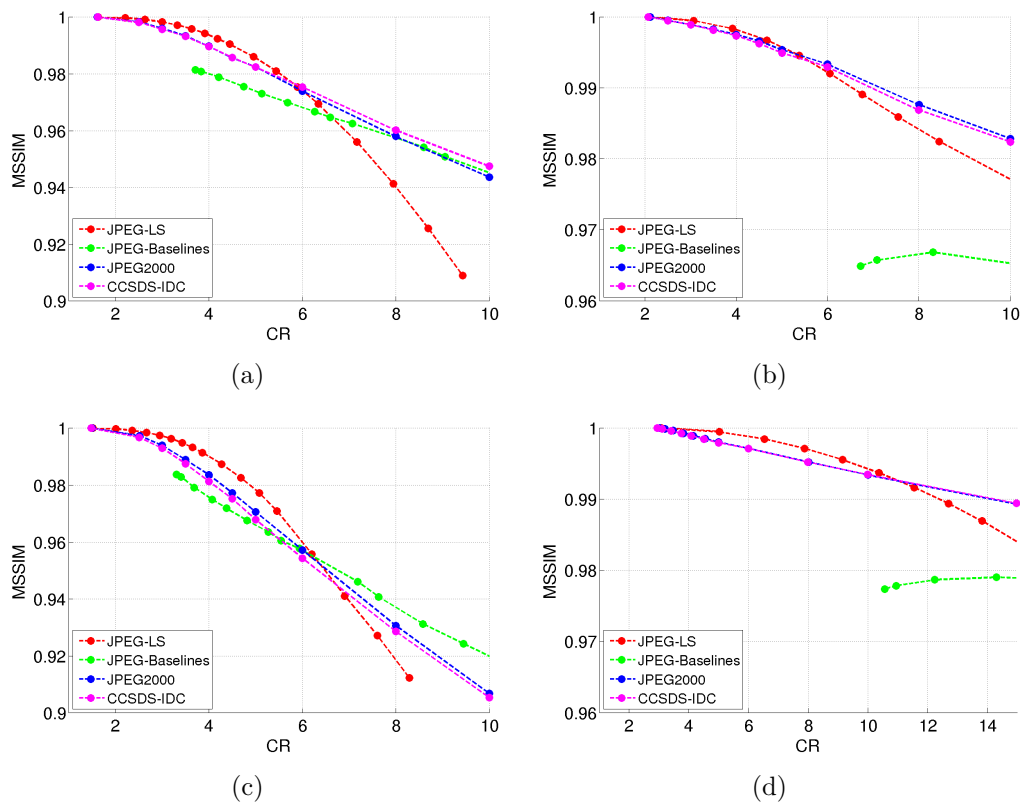 1
0.98
0.96
0.94
0.92
0.9
MSSIM
2 4 6 8 10
CR
JPEG-LS
JPEG-Baselines
JPEG2000
CCSDS-IDC
(a)
1
0.99
0.98
0.97
0.96
MSSIM
2 4 6 8 10
CR
JPEG-LS
JPEG-Baselines
JPEG2000
CCSDS-IDC
(b)
1
0.98
0.96
0.94
0.92
0.9
MSSIM
2 4 6 8 10
CR
JPEG-LS
JPEG-Baselines
JPEG2000
CCSDS-IDC
(c)
1
0.99
0.98
0.97
0.96
MSSIM
2 4 6 8 10 12 14
CR
JPEG-LS
JPEG-Baselines
JPEG2000
CCSDS-IDC
(d)